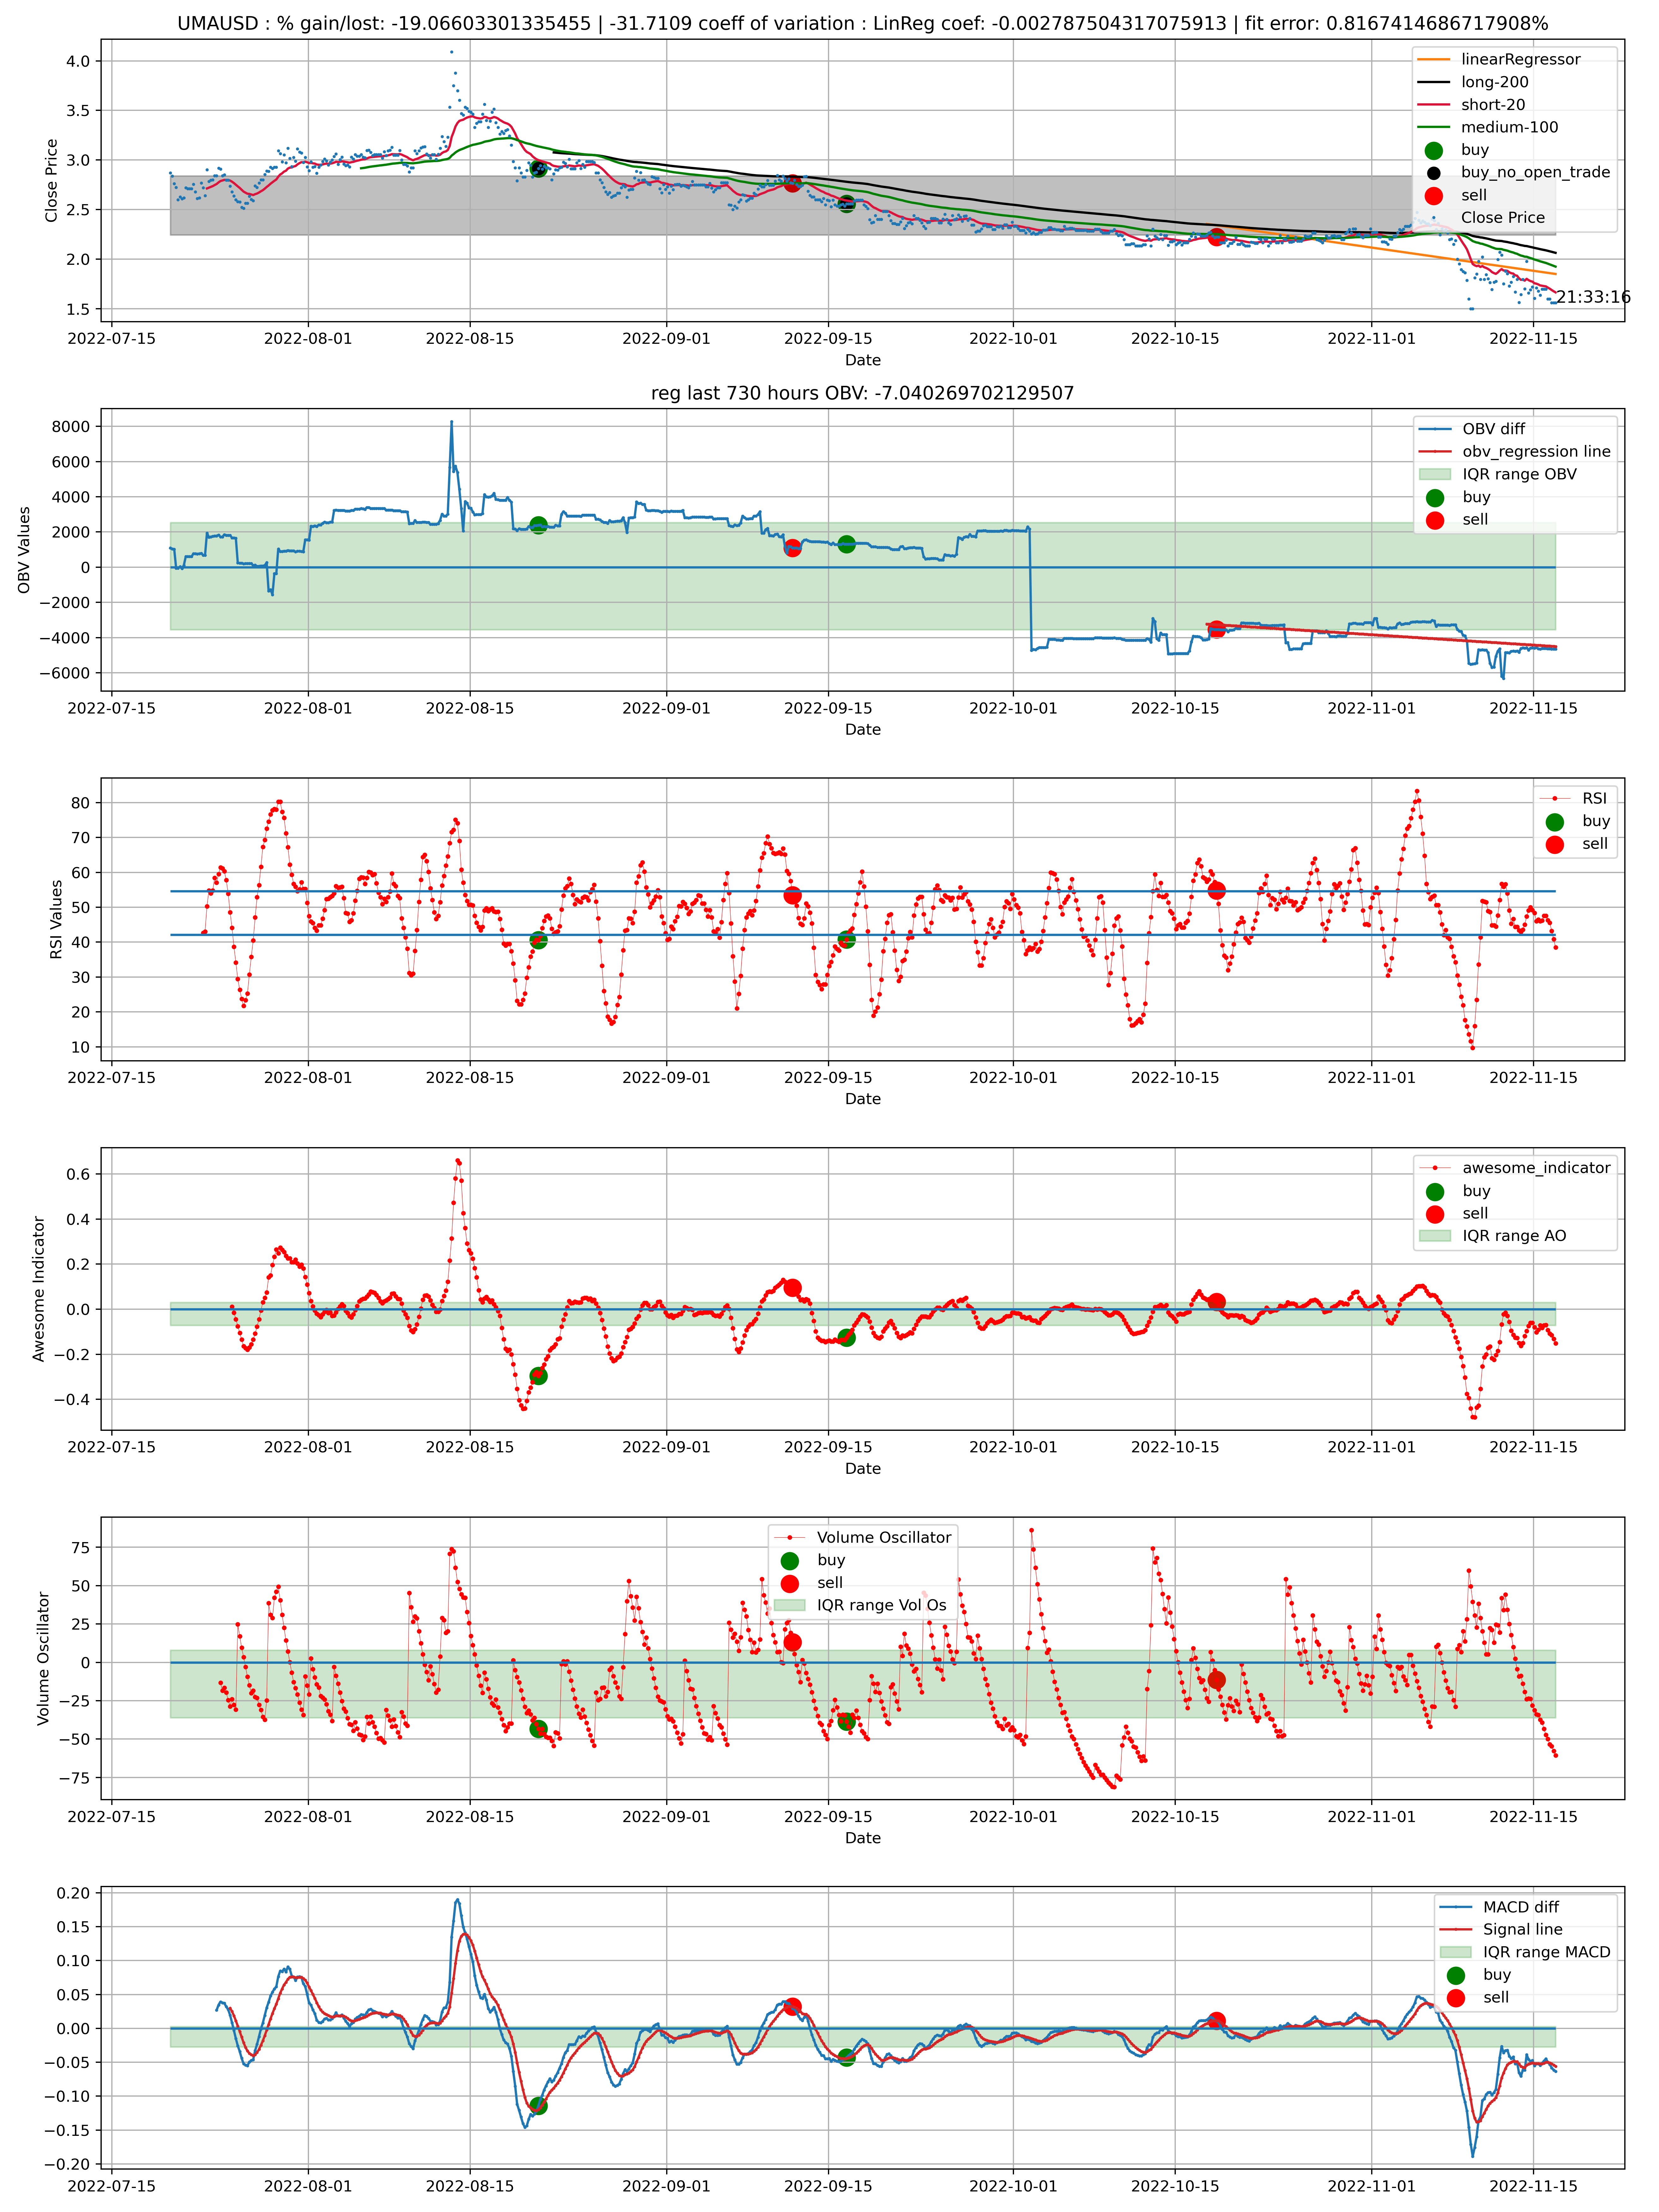 UMAUSD : % gain/lost: -19.06603301335455 | -31.7109 coeff of variation : LinReg coef: -0.002787504317075913 | fit error: 0.8167414686717908%
4.0
3.5
3.0
2.5
2.0
1.5
Close Price
linearRegressor
long-200
short-20
medium-100
buy
buy_no_open_trade
sell
Close Price
21:33:16
2022-07-15 2022-08-01 2022-08-15 2022-09-01 2022-09-15 2022-10-01 2022-10-15 2022-11-01 2022-11-15
Date
reg last 730 hours OBV: -7.040269702129507
8000
6000
4000
2000
0
−2000
−4000
−6000
OBV Values
OBV diff
obv_regression line
IQR range OBV
buy
sell
2022-07-15 2022-08-01 2022-08-15 2022-09-01 2022-09-15 2022-10-01 2022-10-15 2022-11-01 2022-11-15
Date
80
70
60
50
40
30
20
10
RSI Values
RSI
buy
sell
2022-07-15 2022-08-01 2022-08-15 2022-09-01 2022-09-15 2022-10-01 2022-10-15 2022-11-01 2022-11-15
Date
0.6
0.4
0.2
0.0
−0.2
−0.4
Awesome Indicator
awesome_indicator
buy
sell
IQR range AO
2022-07-15 2022-08-01 2022-08-15 2022-09-01 2022-09-15 2022-10-01 2022-10-15 2022-11-01 2022-11-15
Date
75
50
25
0
−25
−50
−75
Volume Oscillator
Volume Oscillator
buy
sell
IQR range Vol Os
2022-07-15 2022-08-01 2022-08-15 2022-09-01 2022-09-15 2022-10-01 2022-10-15 2022-11-01 2022-11-15
Date
0.20
0.15
0.10
0.05
0.00
−0.05
−0.10
−0.15
−0.20
MACD diff
Signal line
IQR range MACD
buy
sell
2022-07-15 2022-08-01 2022-08-15 2022-09-01 2022-09-15 2022-10-01 2022-10-15 2022-11-01 2022-11-15